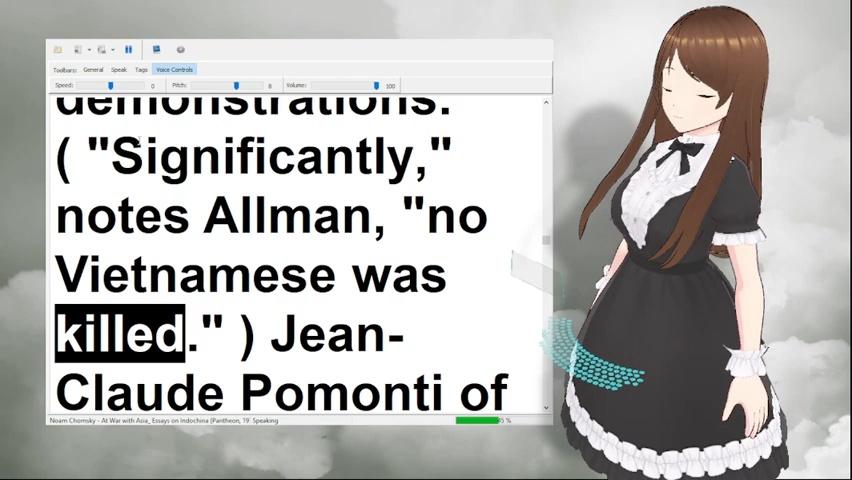 Toolbars: General Speak Tags Voice Controls
Speed: 0 Pitch: 8 Volume: 100
demonstrations.
( "Significantly,"
notes Allman, "no
Vietnamese was
killed." ) Jean-
Claude Pomonti of
Noam Chomsky - At War with Asia_ Essays on Indochina (Pantheon, 19 Speaking